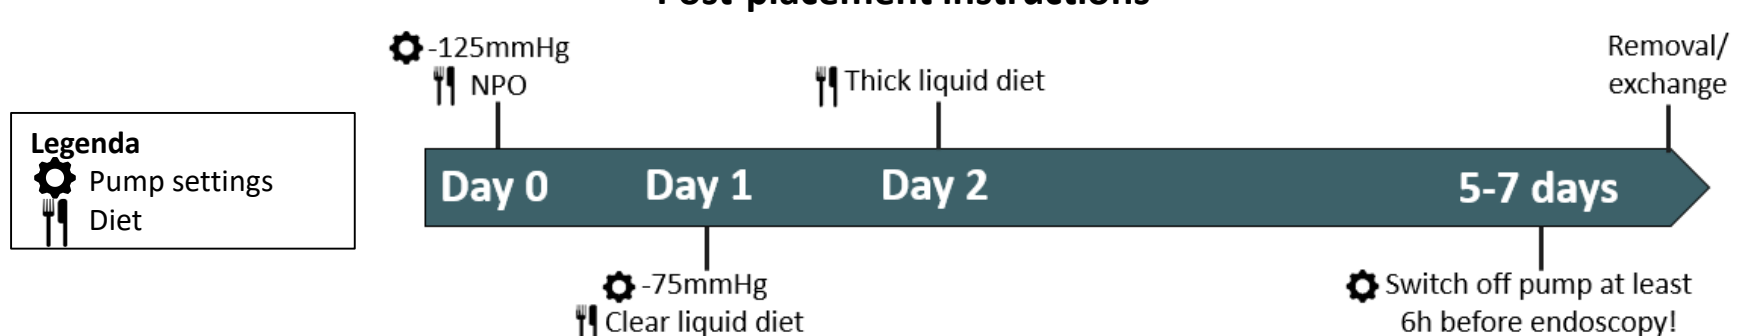 Post-placement instructions
-125mmHg
NPO
Thick liquid diet
Removal/
exchange
Legenda
Pump settings
Diet
Day 0
Day 1
Day 2
5-7 days
-75mmHg
Clear liquid diet
Switch off pump at least
6h before endoscopy!